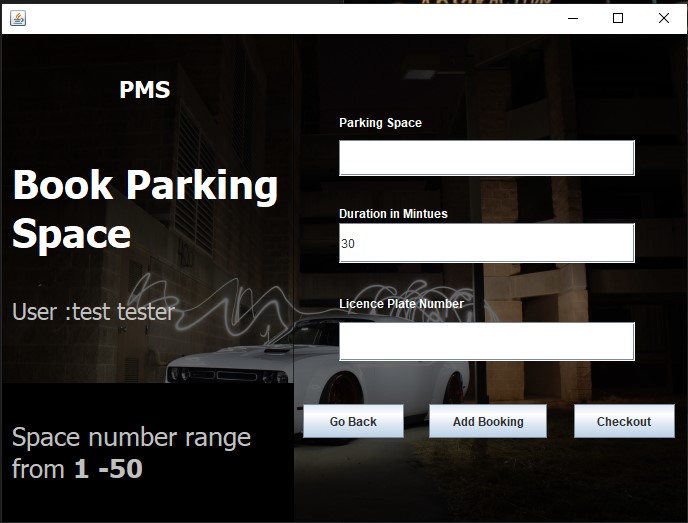 PMS
Book Parking
Space
User :test tester
Space number range
from 1 -50
Parking Space
Duration in Mintues
30
Licence Plate Number
Go Back
Add Booking
Checkout